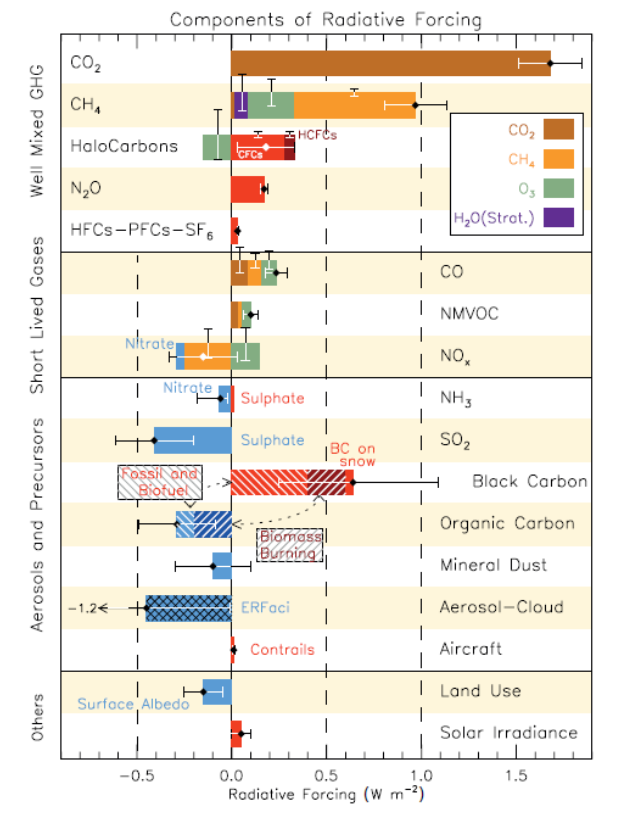 Components of Radiative Forcing
Well Mixed GHG
CO2
CH4
HaloCarbons
HCFCs
CFCs
N2O
HFCs-PFCs-SF6
CO2
CH4
O3
H2O(Strat.)
Short Lived Gases
CO
NMVOC
Nitrate
NOx
Aerosols and Precursors
Nitrate
Sulphate
NH3
Sulphate
SO2
BC on
snow
Fossil and
Biofuel
Black Carbon
Organic Carbon
Biomass
Burning
Mineral Dust
-1.2
ERFaci
Aerosol-Cloud
Contrails
Aircraft
Others
Land Use
Surface Albedo
Solar Irradiance
-0.5 0.0 0.5 1.0 1.5
Radiative Forcing (W m-2)